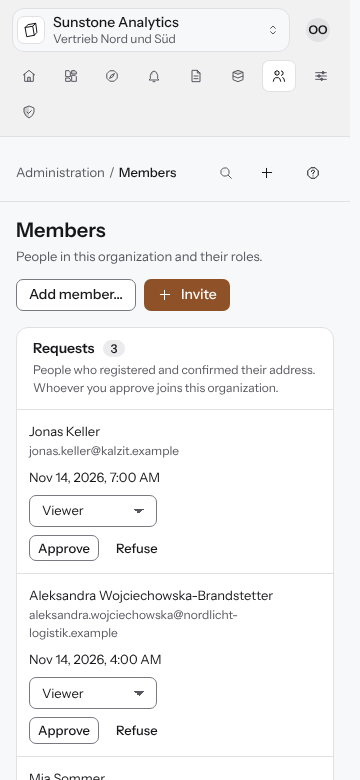 Sunstone Analytics
Vertrieb Nord und Süd
OO
Administration / Members
Members
People in this organization and their roles.
Add member...
+ Invite
Requests 3
People who registered and confirmed their address.
Whoever you approve joins this organization.
Jonas Keller
jonas.keller@kalzit.example
Nov 14, 2026, 7:00 AM
Viewer
Approve Refuse
Aleksandra Wojciechowska-Brandstetter
aleksandra.wojciechowska@nordlicht-
logistik.example
Nov 14, 2026, 4:00 AM
Viewer
Approve Refuse
Mia Sommer